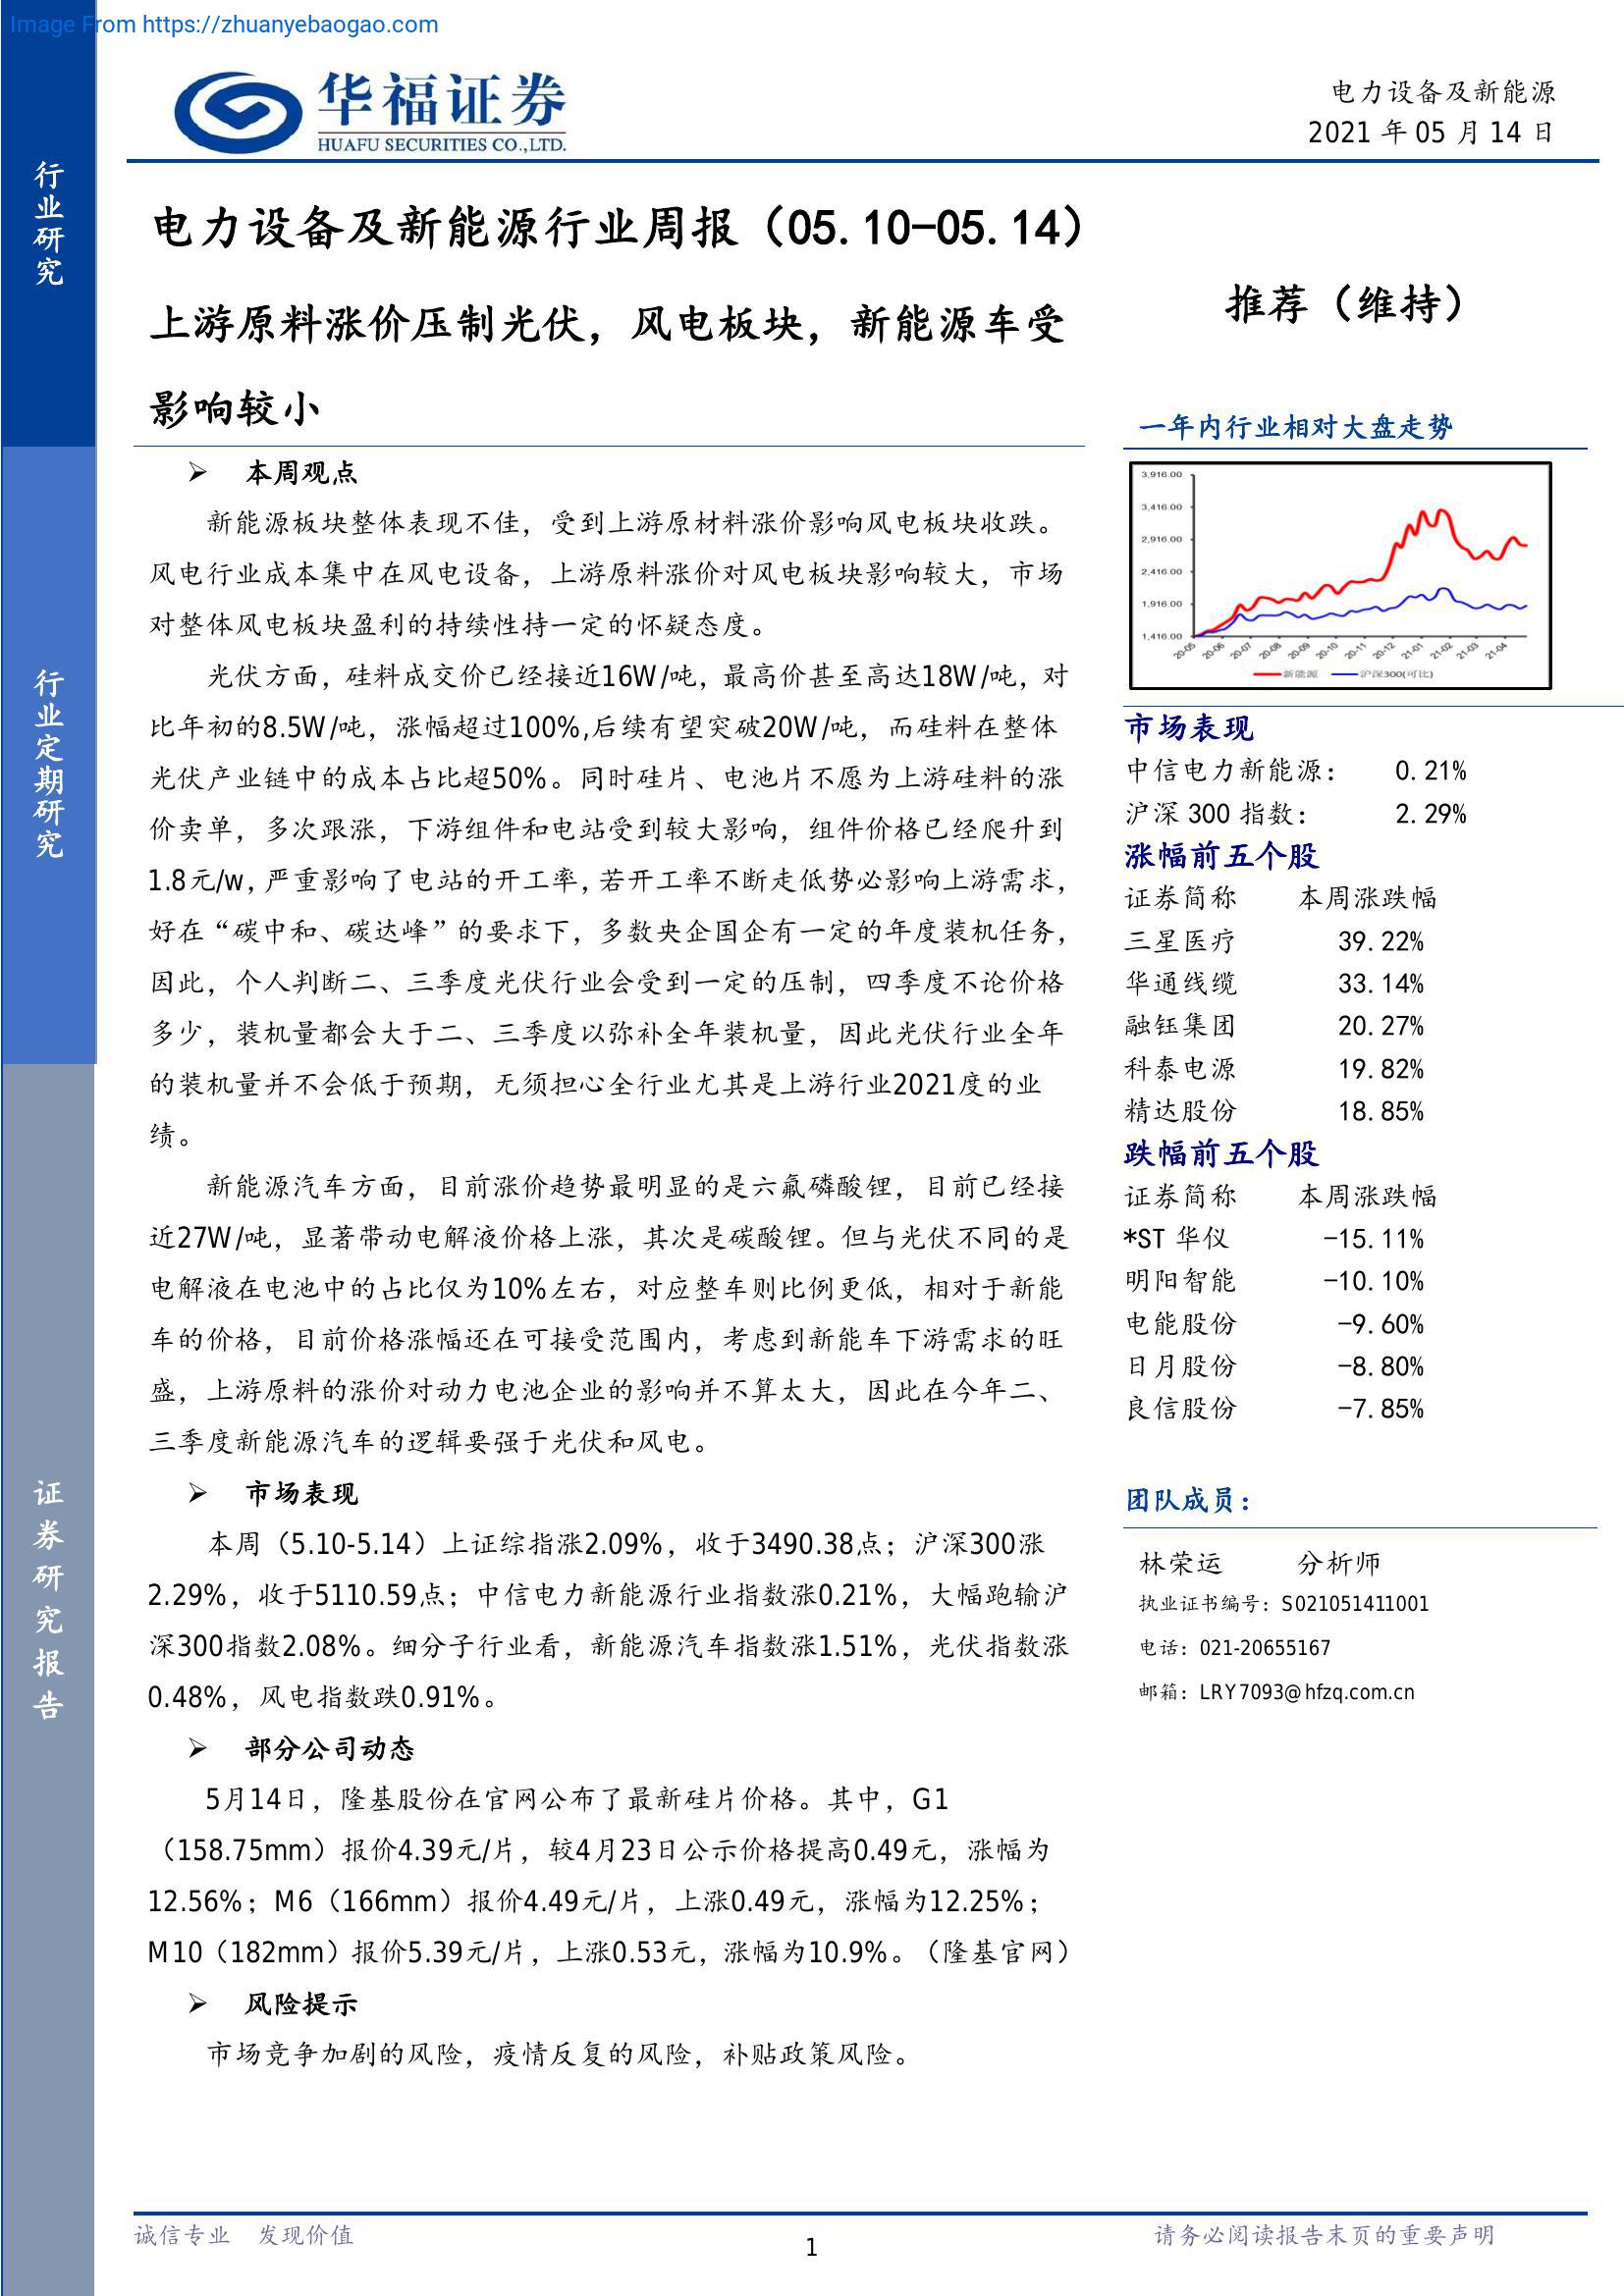 Image From https://zhuanyebaogao.com
华福证券
HUAFU SECURITIES CO.,LTD.
电力设备及新能源
2021 年 05 月 14 日
行业研究
行业定期研究
证券研究报告
电力设备及新能源行业周报（05.10-05.14）
上游原料涨价压制光伏，风电板块，新能源车受
影响较小
推荐（维持）
➢ 本周观点
新能源板块整体表现不佳，受到上游原材料涨价影响风电板块收跌。
风电行业成本集中在风电设备，上游原料涨价对风电板块影响较大，市场
对整体风电板块盈利的持续性持一定的怀疑态度。
光伏方面，硅料成交价已经接近16W/吨，最高价甚至高达18W/吨，对
比年初的8.5W/吨，涨幅超过100%,后续有望突破20W/吨，而硅料在整体
光伏产业链中的成本占比超50%。同时硅片、电池片不愿为上游硅料的涨
价卖单，多次跟涨，下游组件和电站受到较大影响，组件价格已经爬升到
1.8元/w，严重影响了电站的开工率，若开工率不断走低势必影响上游需求，
好在“碳中和、碳达峰”的要求下，多数央企国企有一定的年度装机任务，
因此，个人判断二、三季度光伏行业会受到一定的压制，四季度不论价格
多少，装机量都会大于二、三季度以弥补全年装机量，因此光伏行业全年
的装机量并不会低于预期，无须担心全行业尤其是上游行业2021度的业
绩。
新能源汽车方面，目前涨价趋势最明显的是六氟磷酸锂，目前已经接
近27W/吨，显著带动电解液价格上涨，其次是碳酸锂。但与光伏不同的是
电解液在电池中的占比仅为10%左右，对应整车则比例更低，相对于新能
车的价格，目前价格涨幅还在可接受范围内，考虑到新能车下游需求的旺
盛，上游原料的涨价对动力电池企业的影响并不算太大，因此在今年二、
三季度新能源汽车的逻辑要强于光伏和风电。
➢ 市场表现
本周（5.10-5.14）上证综指涨2.09%，收于3490.38点；沪深300涨
2.29%，收于5110.59点；中信电力新能源行业指数涨0.21%，大幅跑输沪
深300指数2.08%。细分子行业看，新能源汽车指数涨1.51%，光伏指数涨
0.48%，风电指数跌0.91%。
➢ 部分公司动态
5月14日，隆基股份在官网公布了最新硅片价格。其中，G1
（158.75mm）报价4.39元/片，较4月23日公示价格提高0.49元，涨幅为
12.56%；M6（166mm）报价4.49元/片，上涨0.49元，涨幅为12.25%；
M10（182mm）报价5.39元/片，上涨0.53元，涨幅为10.9%。（隆基官网）
➢ 风险提示
市场竞争加剧的风险，疫情反复的风险，补贴政策风险。
一年内行业相对大盘走势
3,916.00
3,416.00
2,916.00
2,416.00
1,916.00
1,416.00
20-05 20-06 20-07 20-08 20-09 20-10 20-11 20-12 21-01 21-02 21-03 21-04
新能源 沪深300(可比)
市场表现
中信电力新能源： 0.21%
沪深 300 指数： 2.29%
涨幅前五个股
证券简称 本周涨跌幅
三星医疗 39.22%
华通线缆 33.14%
融钰集团 20.27%
科泰电源 19.82%
精达股份 18.85%
跌幅前五个股
证券简称 本周涨跌幅
*ST 华仪 -15.11%
明阳智能 -10.10%
电能股份 -9.60%
日月股份 -8.80%
良信股份 -7.85%
团队成员：
林荣运 分析师
执业证书编号：S021051411001
电话：021-20655167
邮箱：LRY7093@hfzq.com.cn
诚信专业 发现价值
1
请务必阅读报告末页的重要声明